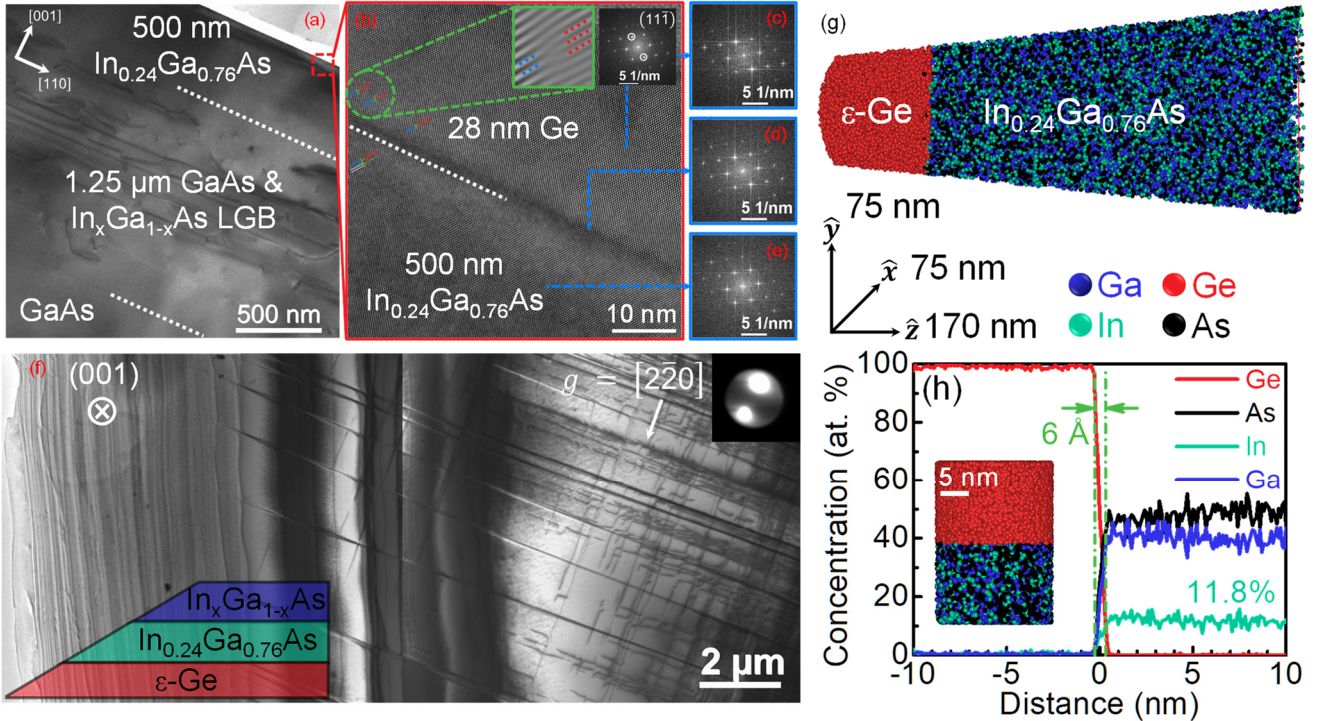 (a)
[001]
[110]
500 nm
In0.24Ga0.76As
1.25 µm GaAs &
InxGa1-xAs LGB
GaAs
500 nm
(b)
(11̄1̄)
5 1/nm
28 nm Ge
500 nm
In0.24Ga0.76As
10 nm
(c)
5 1/nm
(d)
5 1/nm
(e)
5 1/nm
(f)
(001)
g = [22̄0]
InxGa1-xAs
In0.24Ga0.76As
ε-Ge
2 µm
(g)
ε-Ge
In0.24Ga0.76As
ŷ 75 nm
x̂ 75 nm
ẑ 170 nm
Ga
Ge
In
As
(h)
Concentration (at. %)
100
80
60
40
20
0
6 Å
5 nm
Ge
As
In
Ga
11.8%
-10
-5
0
5
10
Distance (nm)